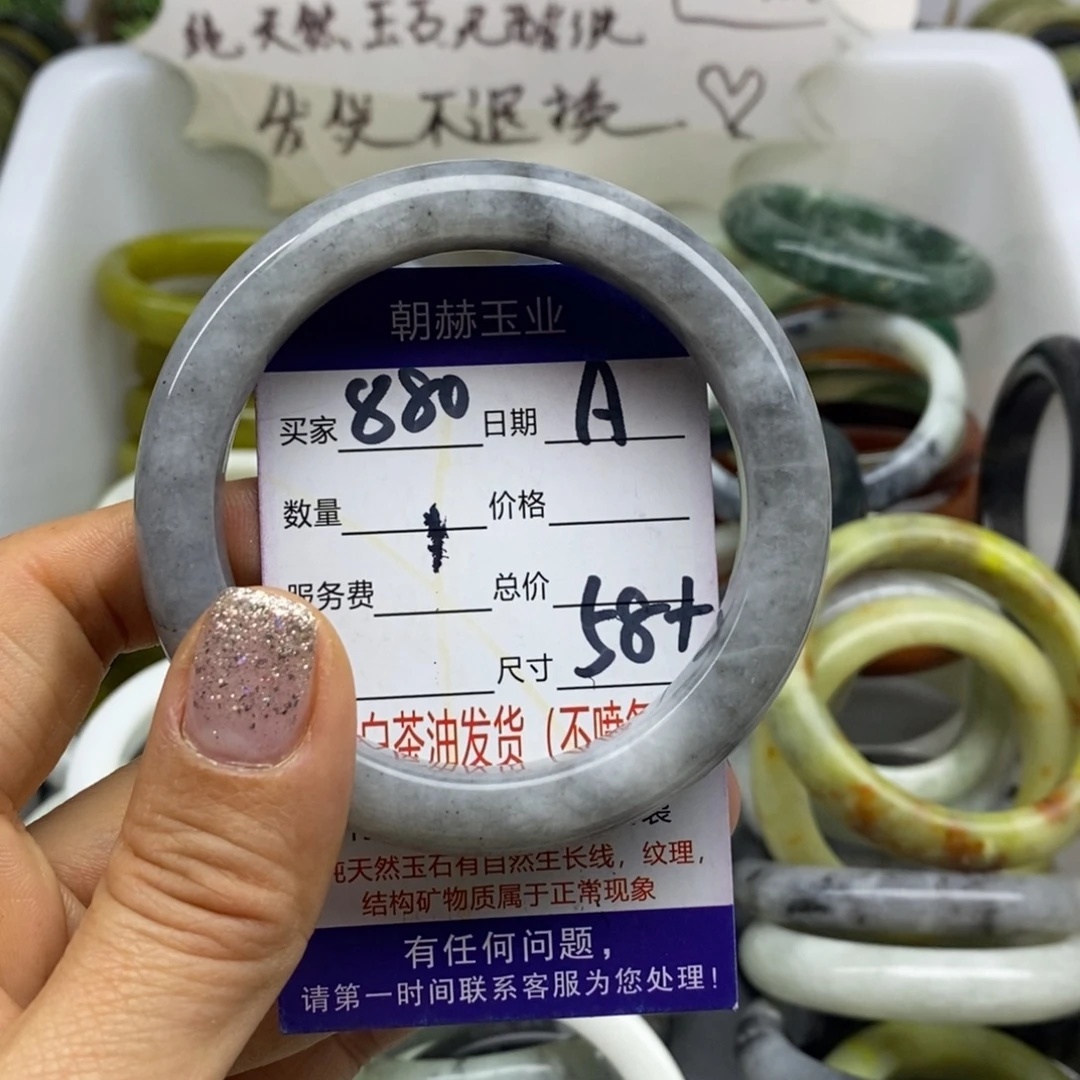 纯天然玉石无酸洗
售出不退换
朝赫玉业
买家 880 日期 A
数量 价格
服务费 总价
尺寸 58+
白茶油发货（不喷
装
纯天然玉石有自然生长线，纹理，
结构矿物质属于正常现象
有任何问题，
请第一时间联系客服为您处理！